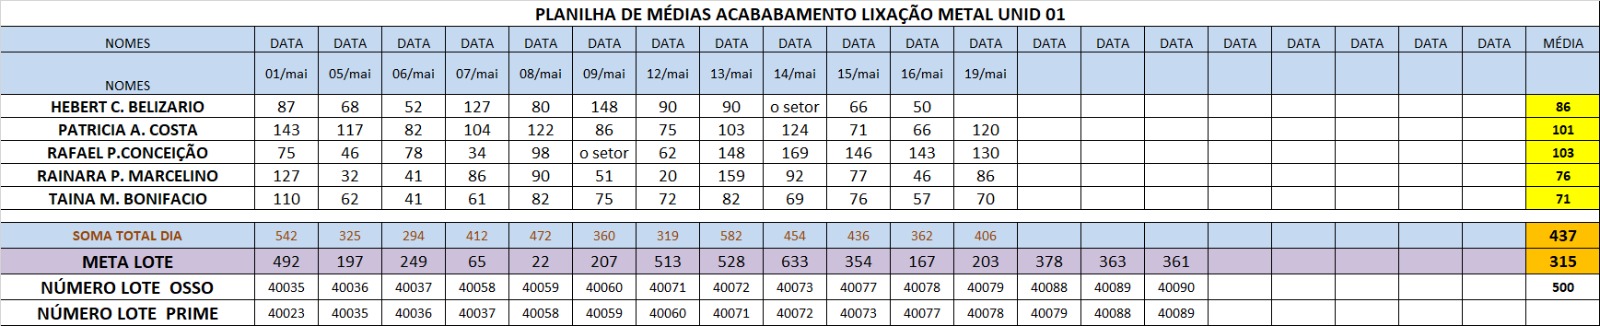 PLANILHA DE MÉDIAS ACABABAMENTO LIXAÇÃO METAL UNID 01
NOMES DATA DATA DATA DATA DATA DATA DATA DATA DATA DATA DATA DATA DATA DATA DATA DATA DATA DATA DATA DATA MÉDIA
NOMES 01/mai 05/mai 06/mai 07/mai 08/mai 09/mai 12/mai 13/mai 14/mai 15/mai 16/mai 19/mai
HEBERT C. BELIZARIO 87 68 52 127 80 148 90 90 o setor 66 50 86
PATRICIA A. COSTA 143 117 82 104 122 86 75 103 124 71 66 120 101
RAFAEL P.CONCEIÇÃO 75 46 78 34 98 o setor 62 148 169 146 143 130 103
RAINARA P. MARCELINO 127 32 41 86 90 51 20 159 92 77 46 86 76
TAINA M. BONIFACIO 110 62 41 61 82 75 72 82 69 76 57 70 71
SOMA TOTAL DIA 542 325 294 412 472 360 319 582 454 436 362 406 437
META LOTE 492 197 249 65 22 207 513 528 633 354 167 203 378 363 361 315
NÚMERO LOTE OSSO 40035 40036 40037 40058 40059 40060 40071 40072 40073 40077 40078 40079 40088 40089 40090 500
NÚMERO LOTE PRIME 40023 40035 40036 40037 40058 40059 40060 40071 40072 40073 40077 40078 40079 40088 40089